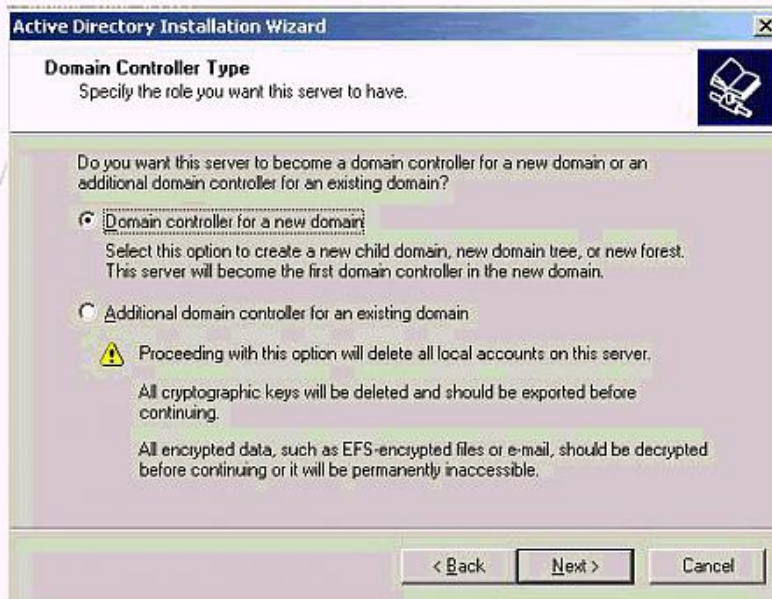 Active Directory Installation Wizard
Domain Controller Type
Specify the role you want this server to have.
Do you want this server to become a domain controller for a new domain or an
additional domain controller for an existing domain?
Domain controller for a new domain
Select this option to create a new child domain, new domain tree, or new forest.
This server will become the first domain controller in the new domain.
Additional domain controller for an existing domain
Proceeding with this option will delete all local accounts on this server.
All cryptographic keys will be deleted and should be exported before
continuing.
All encrypted data, such as EFS-encrypted files or e-mail, should be decrypted
before continuing or it will be permanently inaccessible.
< Back Next > Cancel